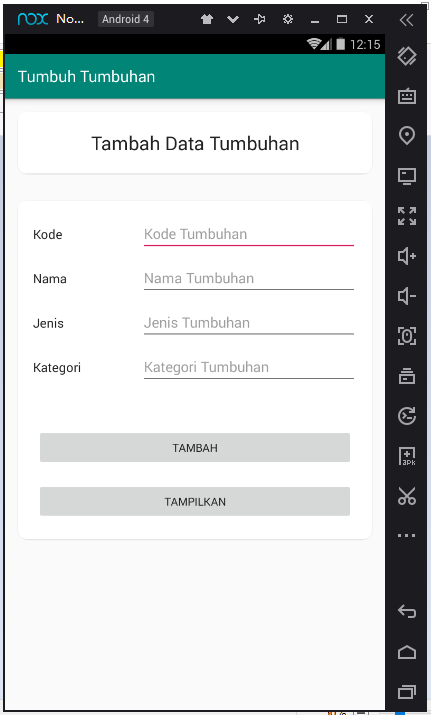 nox No... Android 4
12:15
Tumbuh Tumbuhan
Tambah Data Tumbuhan
Kode Kode Tumbuhan
Nama Nama Tumbuhan
Jenis Jenis Tumbuhan
Kategori Kategori Tumbuhan
TAMBAH
TAMPILKAN